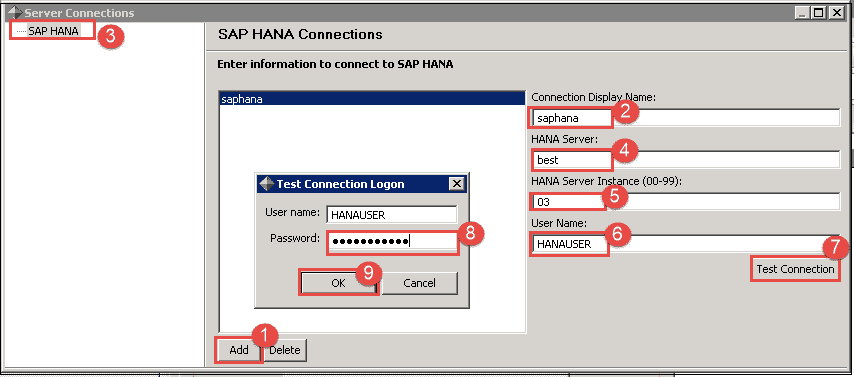 Server Connections
SAP HANA
3
SAP HANA Connections
Enter information to connect to SAP HANA
saphana
Connection Display Name:
saphana
2
HANA Server:
best
4
HANA Server Instance (00-99):
03
5
User Name:
HANAUSER
6
7
Test Connection
Test Connection Logon
User name:
HANAUSER
Password:
8
9
OK
Cancel
1
Add
Delete